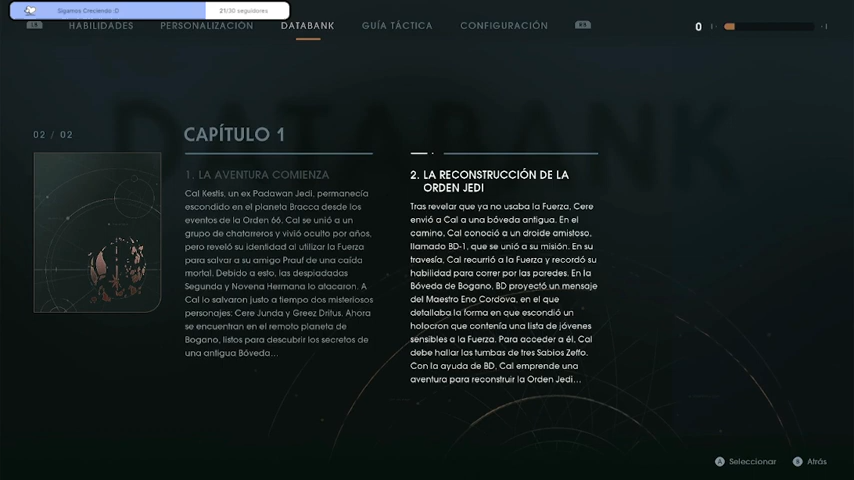 Sigamos Creciendo :D
21/30 seguidores
HABILIDADES
PERSONALIZACIÓN
DATABANK
GUÍA TÁCTICA
CONFIGURACIÓN
0
DATABANK
02 / 02
CAPÍTULO 1
1. LA AVENTURA COMIENZA
Cal Kestis, un ex Padawan Jedi, permanecía
escondido en el planeta Bracca desde los
eventos de la Orden 66. Cal se unió a un
grupo de chatarreros y vivió oculto por años,
pero reveló su identidad al utilizar la Fuerza
para salvar a su amigo Prauf de una caída
mortal. Debido a esto, las despiadadas
Segunda y Novena Hermana lo atacaron. A
Cal lo salvaron justo a tiempo dos misteriosos
personajes: Cere Junda y Greez Dritus. Ahora
se encuentran en el remoto planeta de
Bogano, listos para descubrir los secretos de
una antigua Bóveda...
2. LA RECONSTRUCCIÓN DE LA
ORDEN JEDI
Tras revelar que ya no usaba la Fuerza, Cere
envió a Cal a una bóveda antigua. En el
camino, Cal conoció a un droide amistoso,
llamado BD-1, que se unió a su misión. En su
travesía, Cal recurrió a la Fuerza y recordó su
habilidad para correr por las paredes. En la
Bóveda de Bogano, BD proyectó un mensaje
del Maestro Eno Cordova, en el que
detallaba la forma en que escondió un
holocron que contenía una lista de jóvenes
sensibles a la Fuerza. Para acceder a él, Cal
debe hallar las tumbas de tres Sabios Zeffo.
Con la ayuda de BD, Cal emprende una
aventura para reconstruir la Orden Jedi...
A Seleccionar
B Atrás